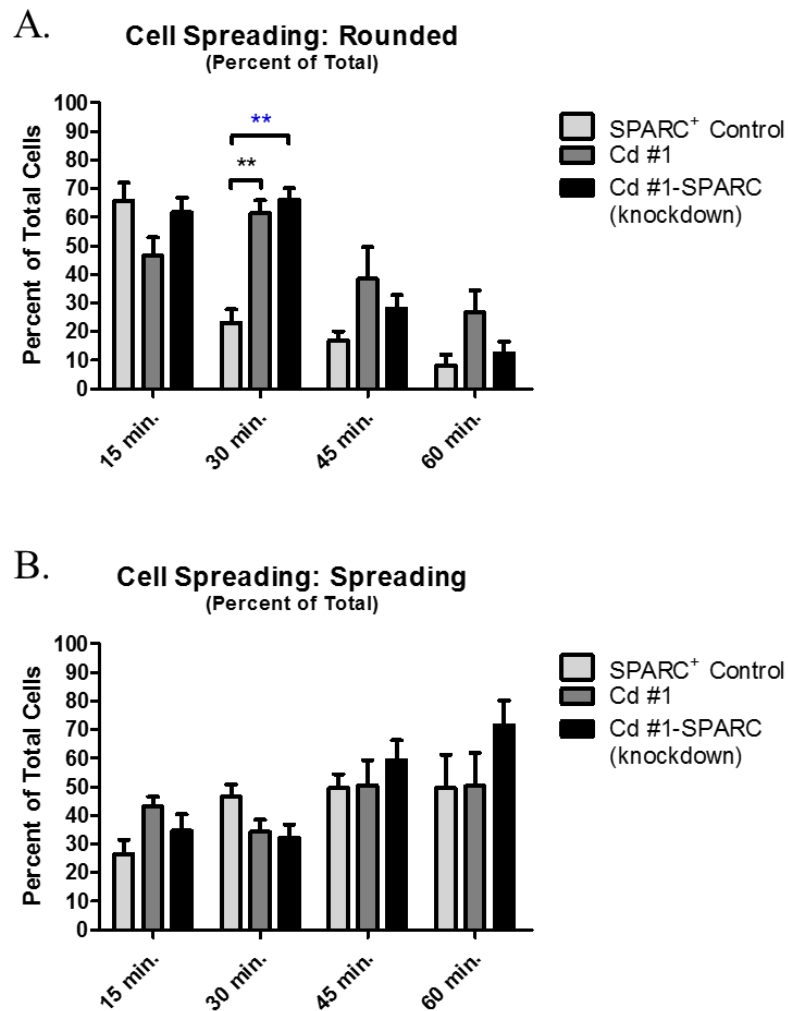 A.
Cell Spreading: Rounded
(Percent of Total)
Percent of Total Cells
100
90
80
70
60
50
40
30
20
10
0
**
**
15 min.
30 min.
45 min.
60 min.
SPARC⁺ Control
Cd #1
Cd #1-SPARC
(knockdown)
B.
Cell Spreading: Spreading
(Percent of Total)
Percent of Total Cells
100
90
80
70
60
50
40
30
20
10
0
15 min.
30 min.
45 min.
60 min.
SPARC⁺ Control
Cd #1
Cd #1-SPARC
(knockdown)